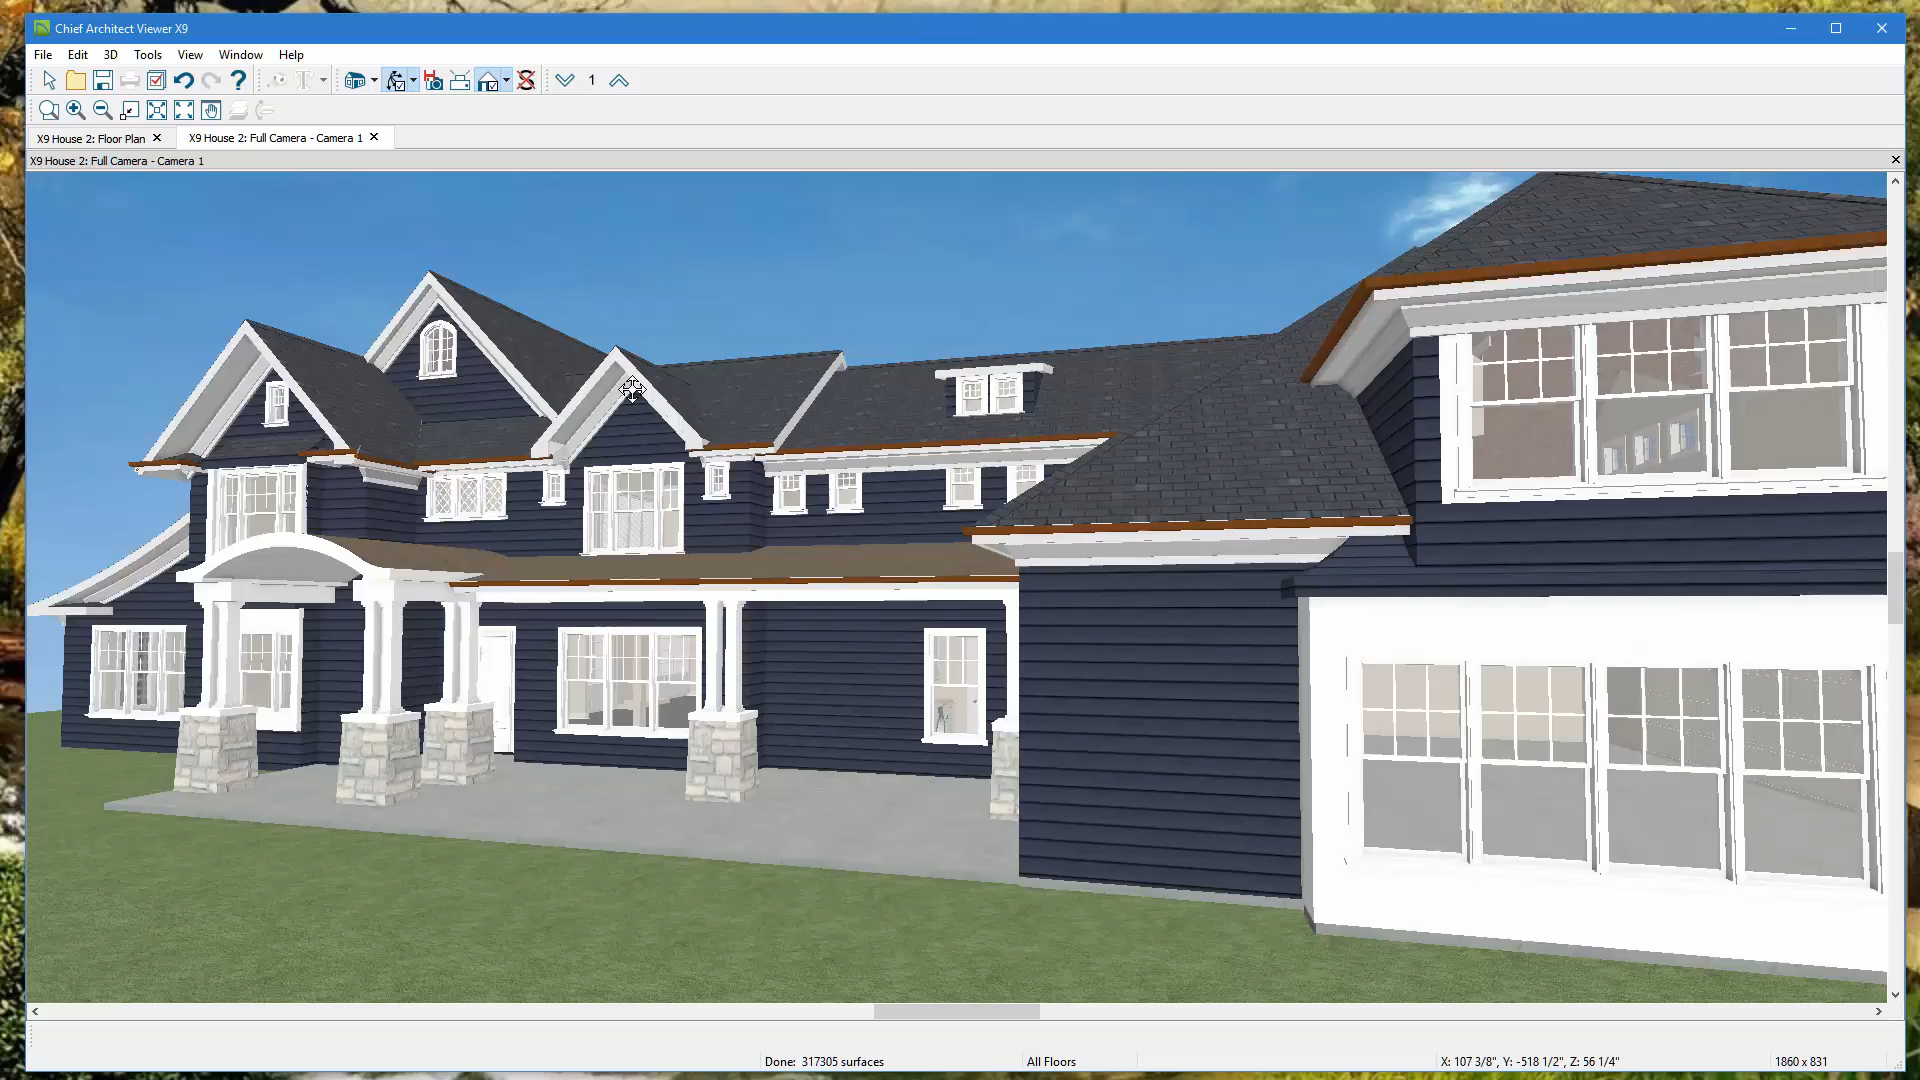 Chief Architect Viewer X9
File Edit 3D Tools View Window Help
1
X9 House 2: Floor Plan X9 House 2: Full Camera - Camera 1
X9 House 2: Full Camera - Camera 1
Done: 317305 surfaces All Floors X: 107 3/8", Y: -518 1/2", Z: 56 1/4" 1860 x 831